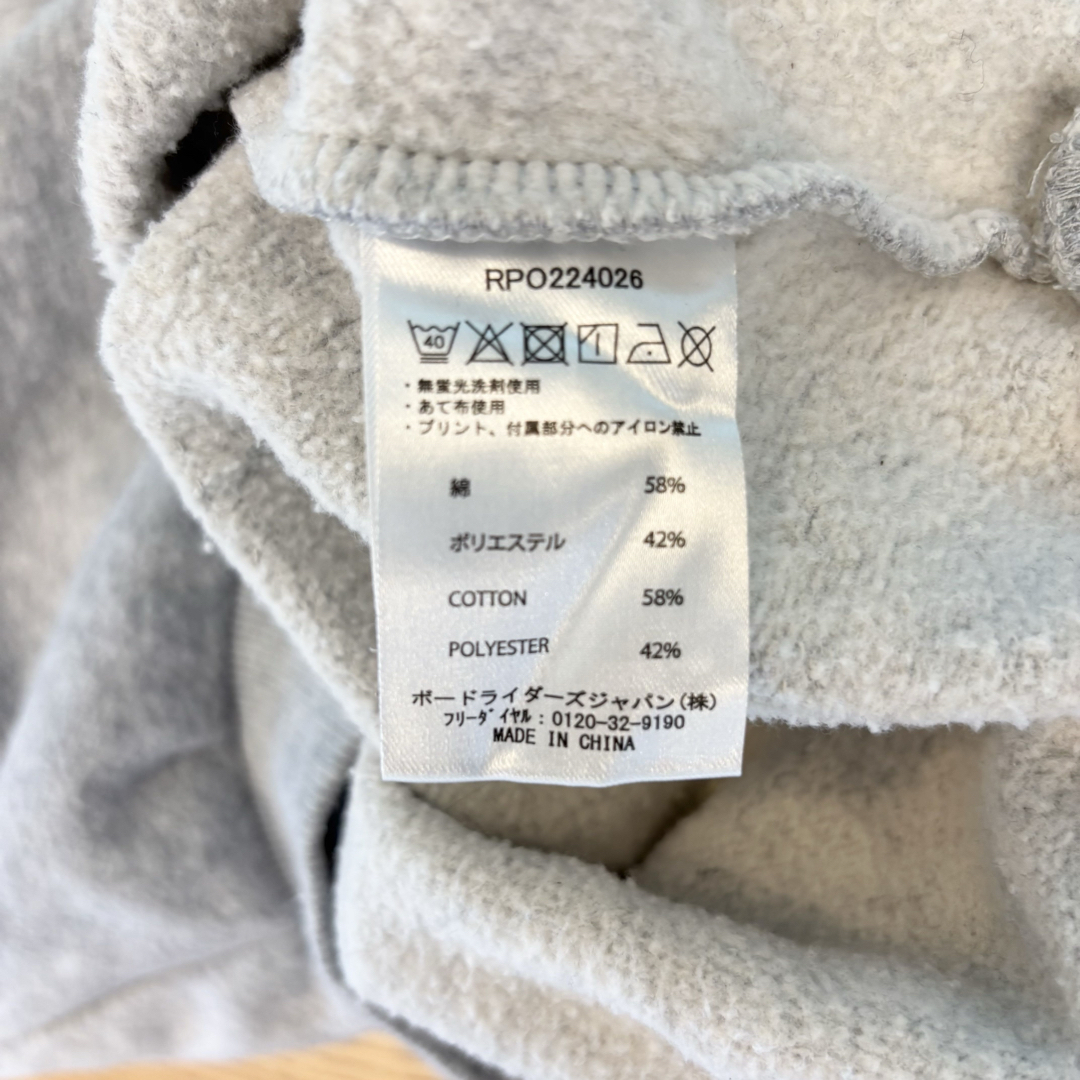 RPO224026
40
・無蛍光洗剤使用
・あて布使用
・プリント、付属部分へのアイロン禁止
綿 58%
ポリエステル 42%
COTTON 58%
POLYESTER 42%
ボードライダーズジャパン(株)
フリーダイヤル:0120-32-9190
MADE IN CHINA